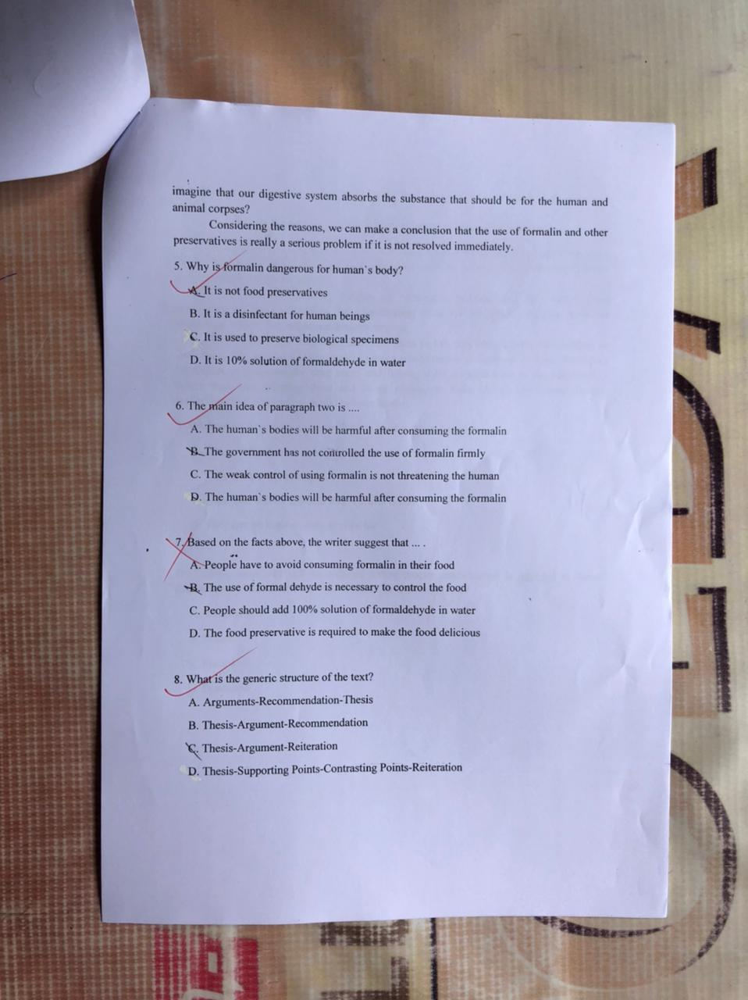 imagine that our digestive system absorbs the substance that should be for the human and
animal corpses?
Considering the reasons, we can make a conclusion that the use of formalin and other
preservatives is really a serious problem if it is not resolved immediately.
5. Why is formalin dangerous for human`s body?
A. It is not food preservatives
B. It is a disinfectant for human beings
C. It is used to preserve biological specimens
D. It is 10% solution of formaldehyde in water
6. The main idea of paragraph two is ....
A. The human`s bodies will be harmful after consuming the formalin
B. The government has not controlled the use of formalin firmly
C. The weak control of using formalin is not threatening the human
D. The human`s bodies will be harmful after consuming the formalin
7. Based on the facts above, the writer suggest that ... .
A. People have to avoid consuming formalin in their food
B. The use of formal dehyde is necessary to control the food
C. People should add 100% solution of formaldehyde in water
D. The food preservative is required to make the food delicious
8. What is the generic structure of the text?
A. Arguments-Recommendation-Thesis
B. Thesis-Argument-Recommendation
C. Thesis-Argument-Reiteration
D. Thesis-Supporting Points-Contrasting Points-Reiteration